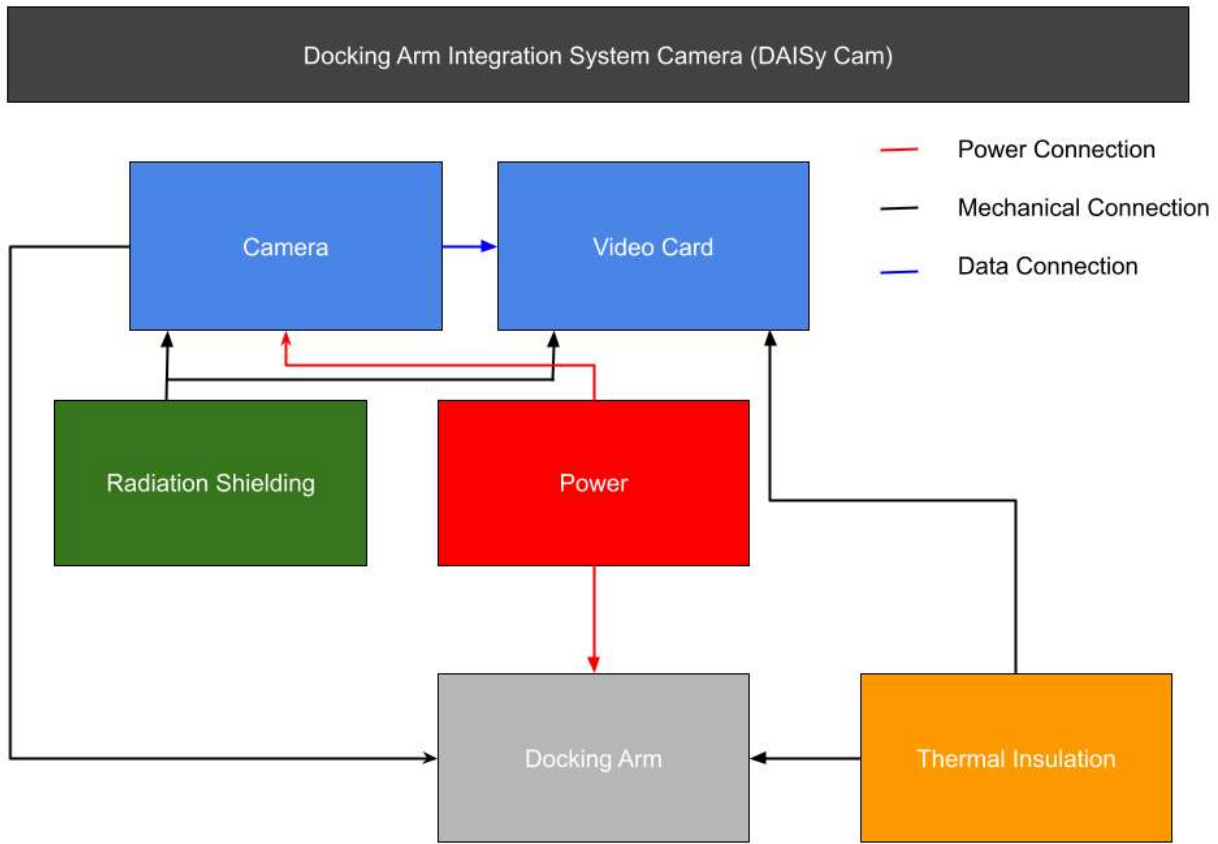 Docking Arm Integration System Camera (DAISy Cam)
Power Connection
Mechanical Connection
Data Connection
Camera
Video Card
Radiation Shielding
Power
Docking Arm
Thermal Insulation